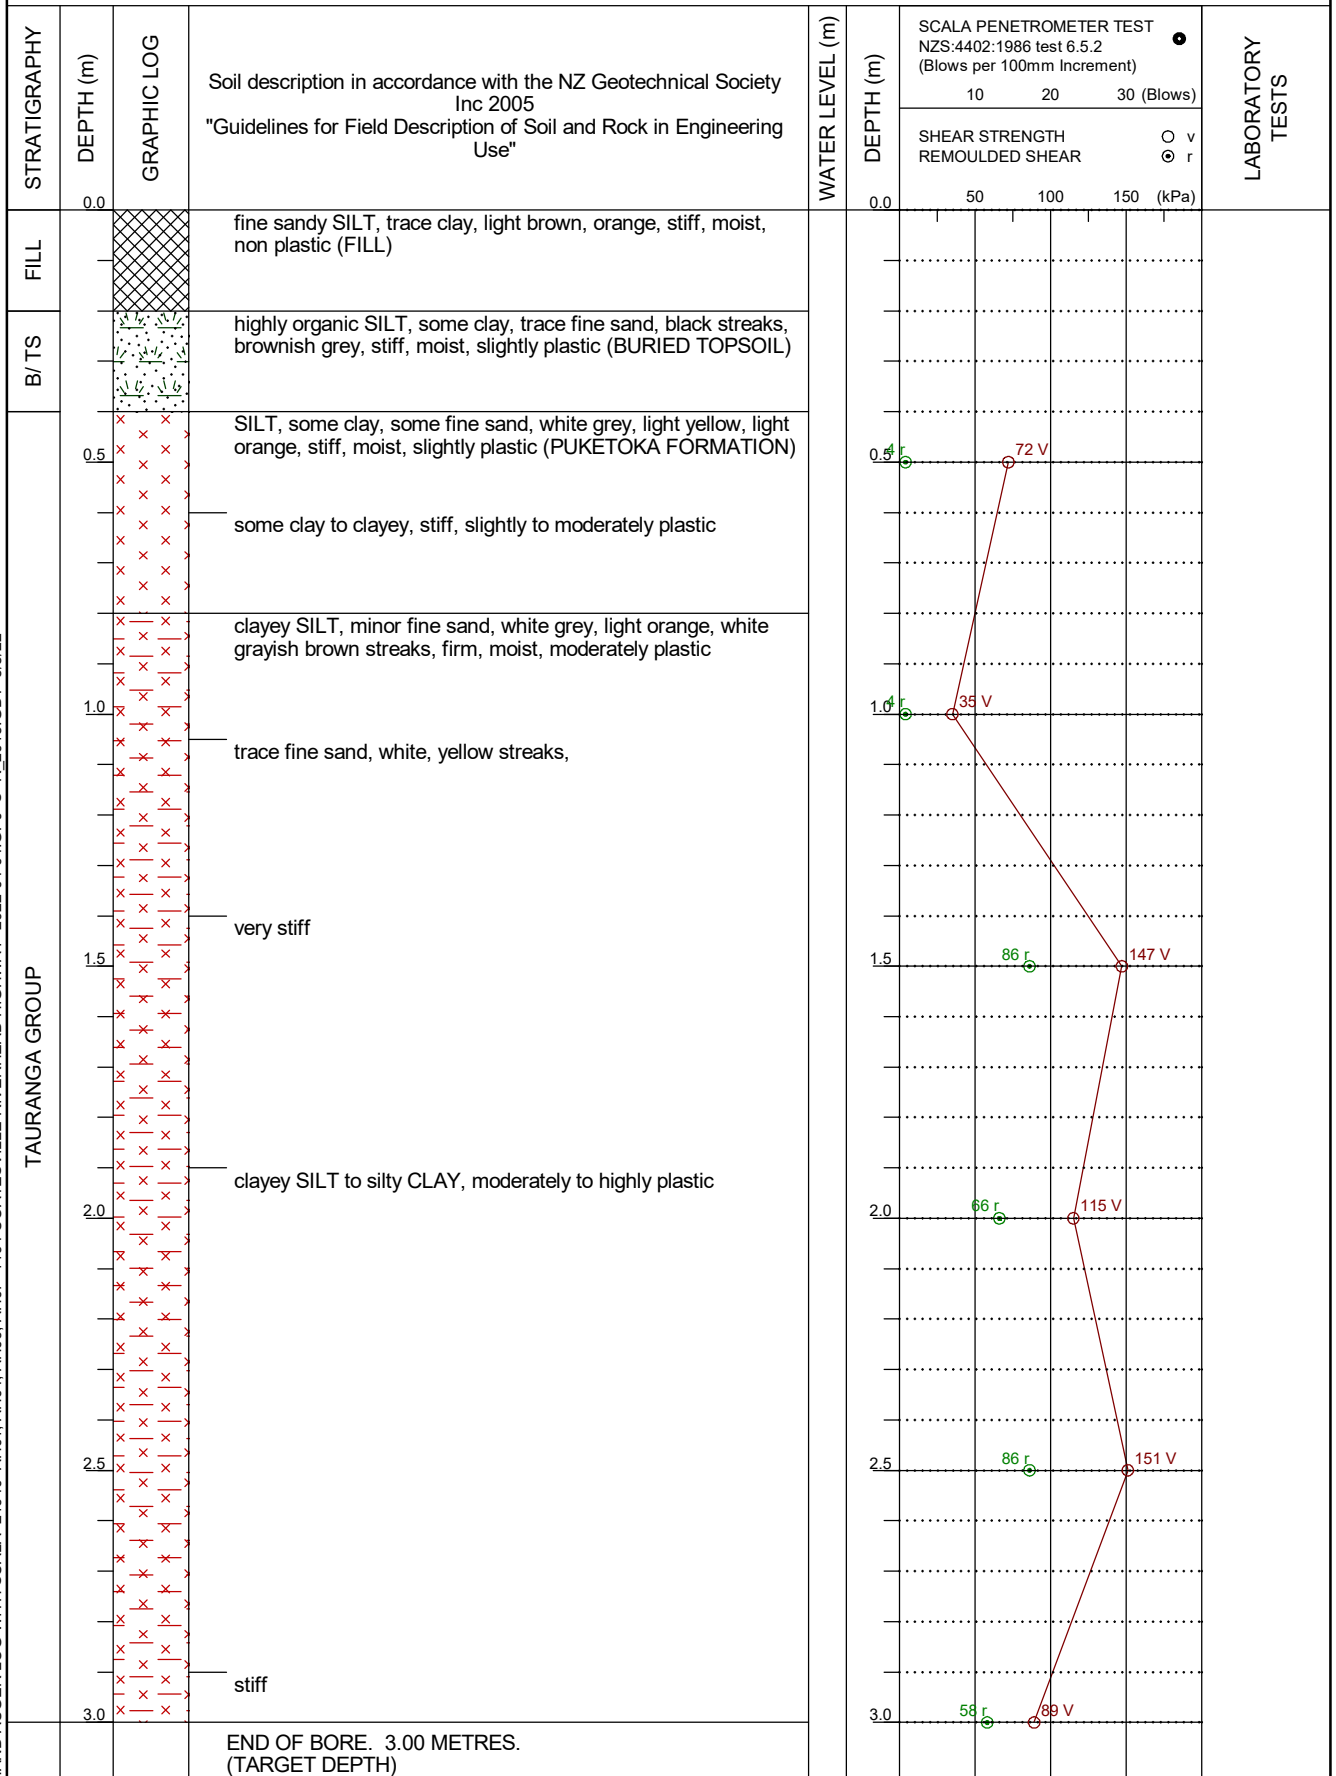 STRATIGRAPHY
DEPTH (m)
GRAPHIC LOG
Soil description in accordance with the NZ Geotechnical Society
Inc 2005
"Guidelines for Field Description of Soil and Rock in Engineering
Use"
WATER LEVEL (m)
DEPTH (m)
SCALA PENETROMETER TEST
NZS:4402:1986 test 6.5.2
(Blows per 100mm Increment)
10 20 30 (Blows)
SHEAR STRENGTH v
REMOULDED SHEAR r
50 100 150 (kPa)
LABORATORY
TESTS
0.0
0.0
FILL
fine sandy SILT, trace clay, light brown, orange, stiff, moist,
non plastic (FILL)
B/ TS
highly organic SILT, some clay, trace fine sand, black streaks,
brownish grey, stiff, moist, slightly plastic (BURIED TOPSOIL)
TAURANGA GROUP
SILT, some clay, some fine sand, white grey, light yellow, light
orange, stiff, moist, slightly plastic (PUKETOKA FORMATION)
0.5
0.5
4 r
72 V
some clay to clayey, stiff, slightly to moderately plastic
clayey SILT, minor fine sand, white grey, light orange, white
grayish brown streaks, firm, moist, moderately plastic
1.0
1.0
4 r
35 V
trace fine sand, white, yellow streaks,
very stiff
1.5
1.5
86 r
147 V
clayey SILT to silty CLAY, moderately to highly plastic
2.0
2.0
66 r
115 V
2.5
2.5
86 r
151 V
stiff
3.0
3.0
58 r
89 V
END OF BORE. 3.00 METRES.
(TARGET DEPTH)